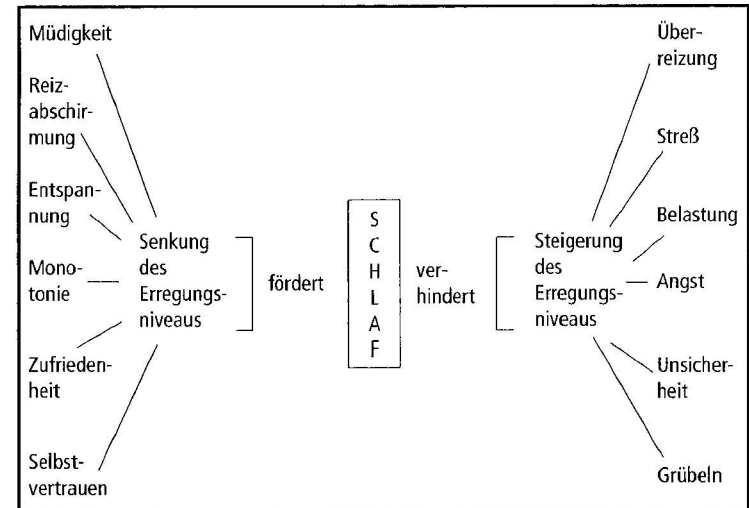 Müdigkeit
Reiz-
abschir-
mung
Entspan-
nung
Mono-
tonie
Zufrieden-
heit
Selbst-
vertrauen
Senkung
des
Erregungs-
niveaus
fördert
S
C
H
L
A
F
ver-
hindert
Steigerung
des
Erregungs-
niveaus
Über-
reizung
Streß
Belastung
Angst
Unsicher-
heit
Grübeln